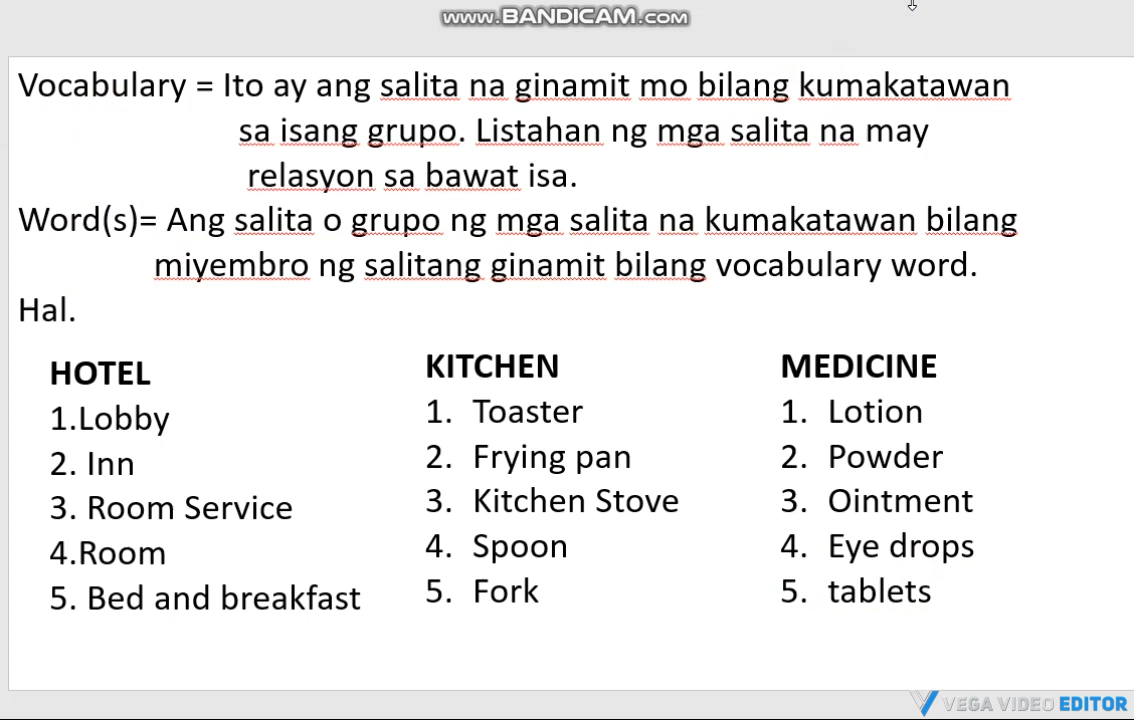 www.BANDICAM.com
Vocabulary = Ito ay ang salita na ginamit mo bilang kumakatawan
sa isang grupo. Listahan ng mga salita na may
relasyon sa bawat isa.
Word(s)= Ang salita o grupo ng mga salita na kumakatawan bilang
miyembro ng salitang ginamit bilang vocabulary word.
Hal.
HOTEL
1.Lobby
2. Inn
3. Room Service
4.Room
5. Bed and breakfast
KITCHEN
1. Toaster
2. Frying pan
3. Kitchen Stove
4. Spoon
5. Fork
MEDICINE
1. Lotion
2. Powder
3. Ointment
4. Eye drops
5. tablets
VEGA VIDEO EDITOR